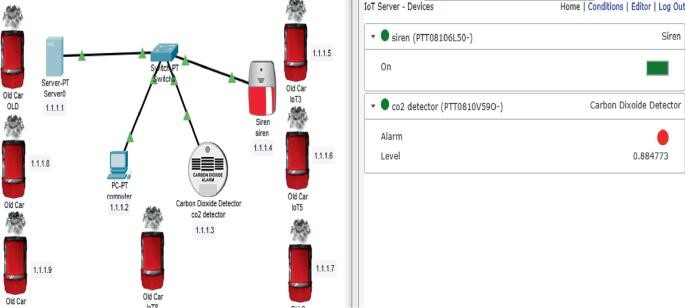 IoT Server - Devices
Home | Conditions | Editor | Log Out
siren (PTT08106L50-)
Siren
On
co2 detector (PTT0810V59O-)
Carbon Dixoide Detector
Alarm
Level
0.884773
Old Car
OLD
Server-PT
Server0
1.1.1.1
Switch-PT
Switch
Siren
siren
1.1.1.4
Old Car
IoT3
1.1.1.5
Old Car
1.1.1.8
PC-PT
computer
1.1.1.2
CARBON DIOXIDE
ALARM
Carbon Dioxide Detector
co2 detector
1.1.1.3
Old Car
IoT5
1.1.1.6
1.1.1.9
Old Car
Old Car
1.1.1.7